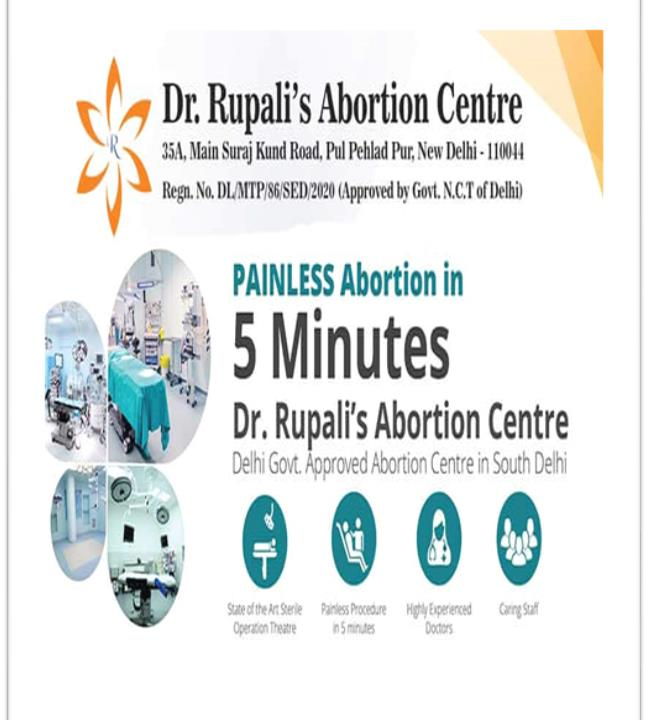 R
Dr. Rupali's Abortion Centre
35A, Main Suraj Kund Road, Pul Pehlad Pur, New Delhi - 110044
Regn. No. DL/MTP/86/SED/2020 (Approved by Govt. N.C.T of Delhi)
PAINLESS Abortion in
5 Minutes
Dr. Rupali's Abortion Centre
Delhi Govt. Approved Abortion Centre in South Delhi
State of the Art Sterile
Operation Theatre
Painless Procedure
in 5 minutes
Highly Experienced
Doctors
Caring Staff